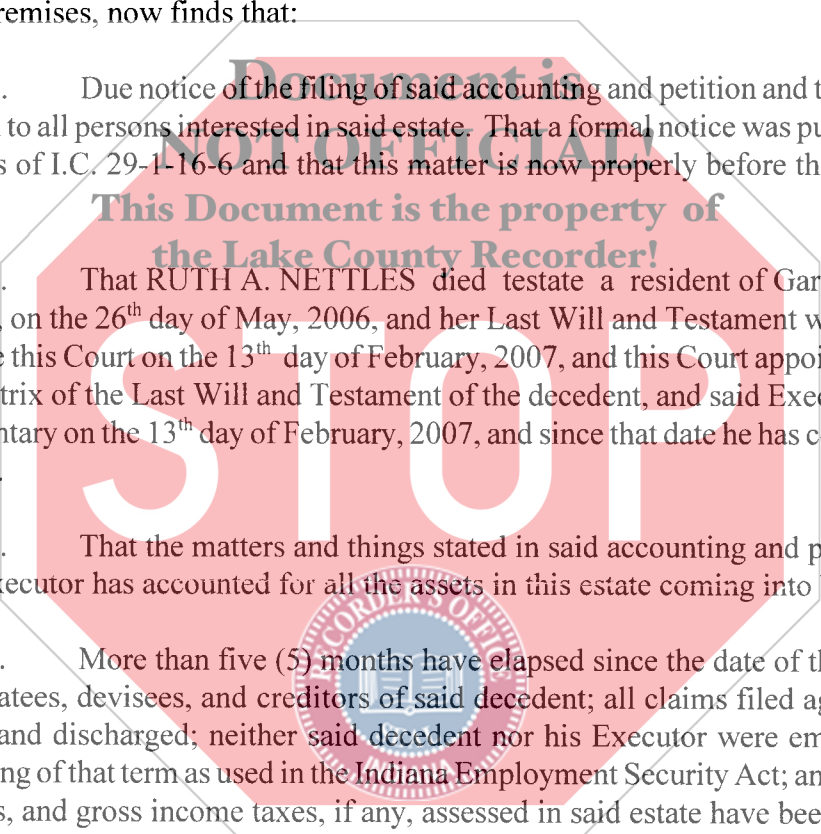 remises, now finds that:
Document is
. Due notice of the filing of said accounting and petition and t
to all persons interested in said estate. That a formal notice was pu
NOT OFFICIAL!
s of I.C. 29-1-16-6 and that this matter is now properly before th
This Document is the property of
the Lake County Recorder!
. That RUTH A. NETTLES died testate a resident of Gar
, on the 26th day of May, 2006, and her Last Will and Testament w
e this Court on the 13th day of February, 2007, and this Court appoi
trix of the Last Will and Testament of the decedent, and said Exec
ntary on the 13th day of February, 2007, and since that date he has c
.
STOP
. That the matters and things stated in said accounting and p
xecutor has accounted for all the assets in this estate coming into
RECORDER'S OFFICE
. More than five (5) months have elapsed since the date of th
atees, devisees, and creditors of said decedent; all claims filed ag
and discharged; neither said decedent nor his Executor were em
ng of that term as used in the Indiana Employment Security Act; an
INDIANA
s, and gross income taxes, if any, assessed in said estate have bee